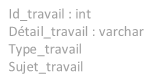 Id_travail : int
Détail_travail : varchar
Type_travail
Sujet_travail